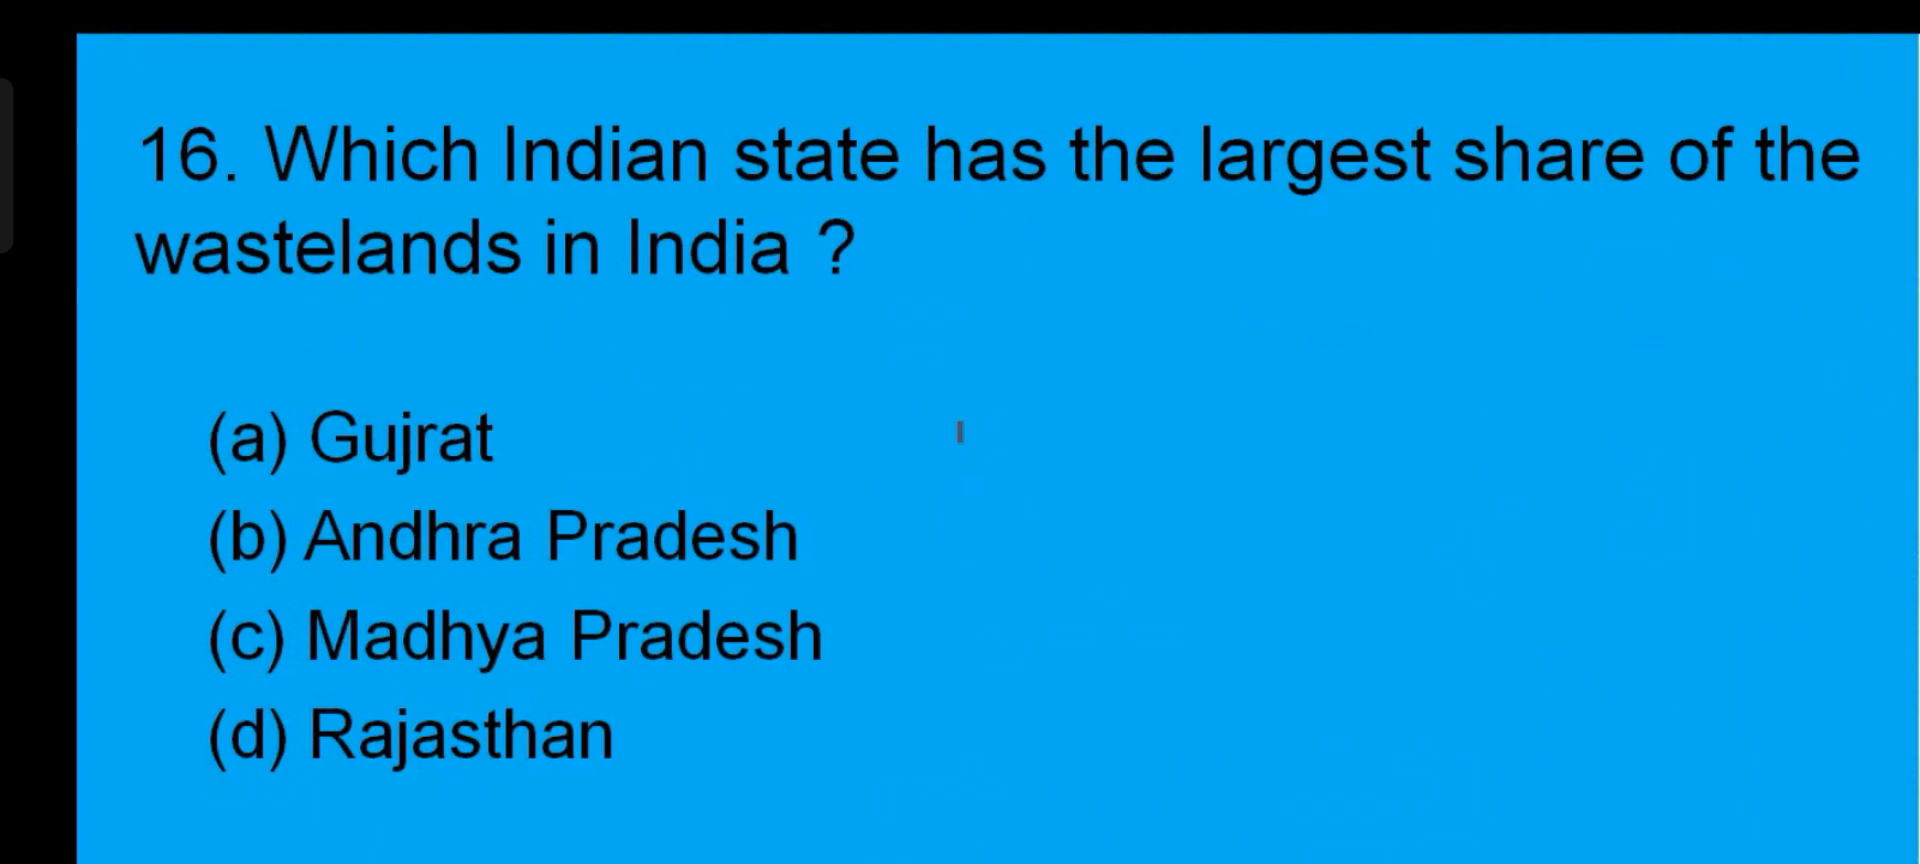 16. Which Indian state has the largest share of the
wastelands in India ?
(a) Gujrat
(b) Andhra Pradesh
(c) Madhya Pradesh
(d) Rajasthan